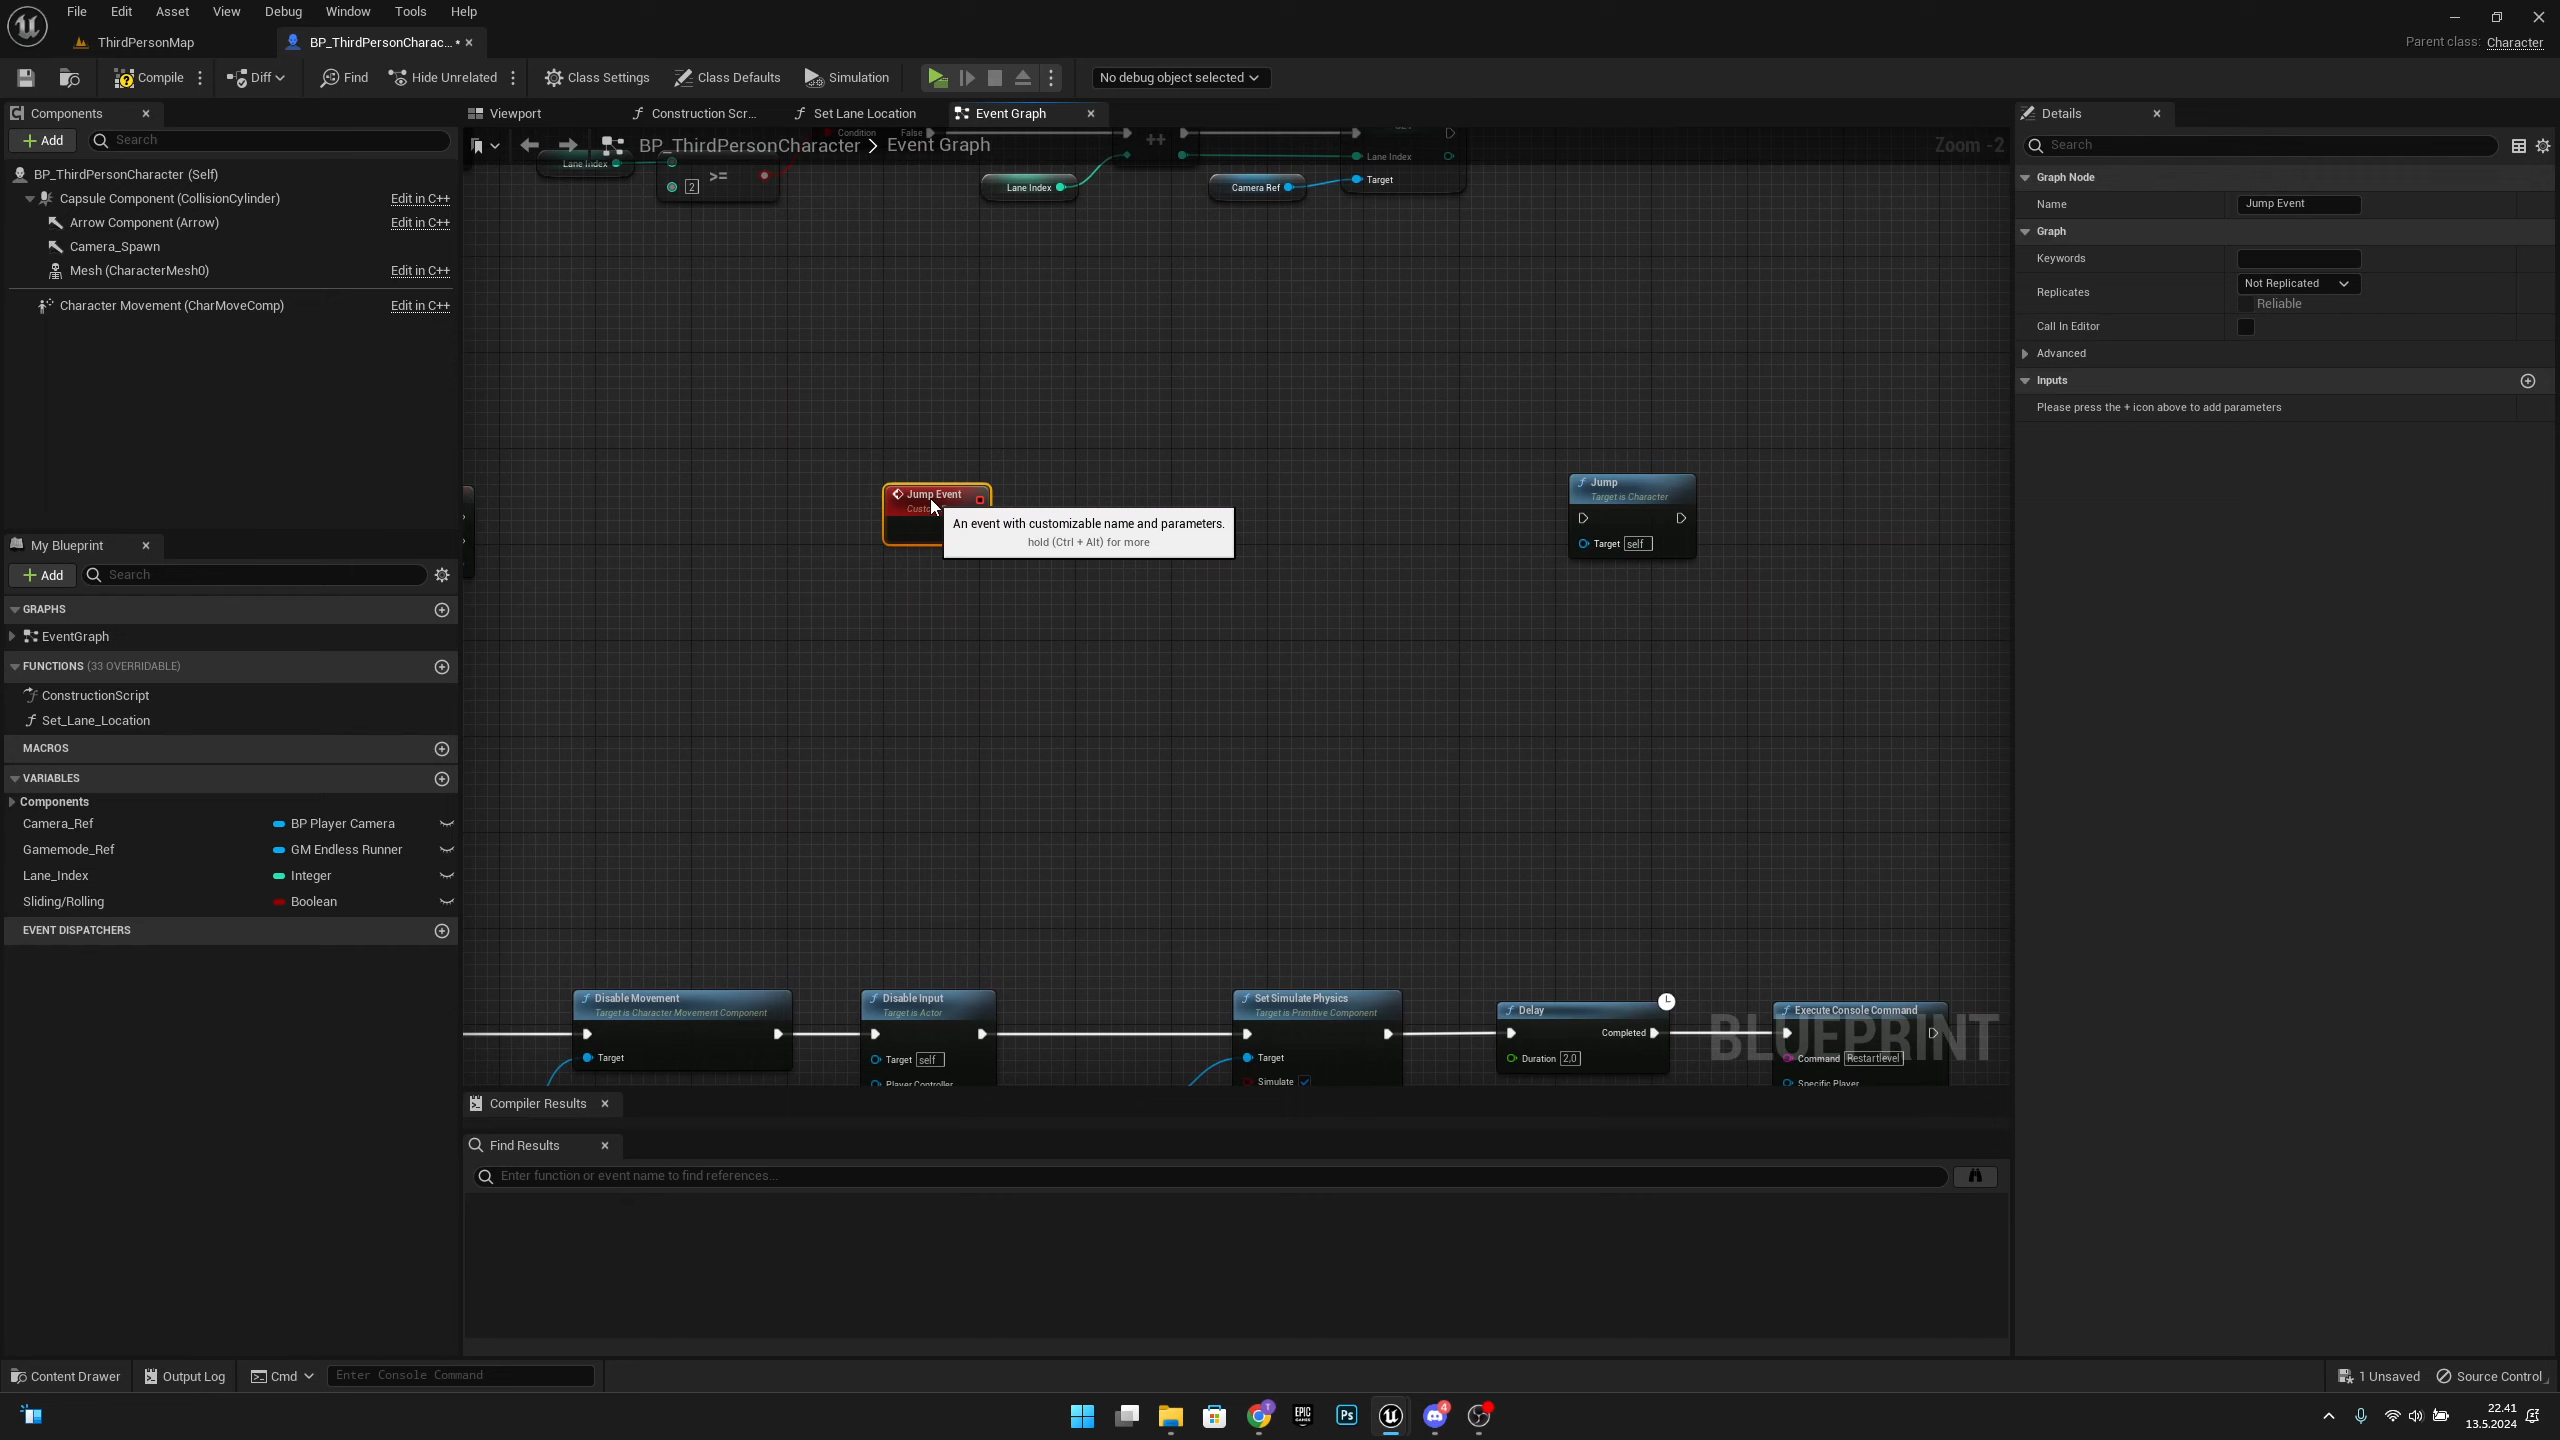 File Edit Asset View Debug Window Tools Help
ThirdPersonMap
BP_ThirdPersonCharac... *
Parent class: Character
Compile
Diff
Find
Hide Unrelated
Class Settings
Class Defaults
Simulation
No debug object selected
Components
Add
Search
BP_ThirdPersonCharacter (Self)
Capsule Component (CollisionCylinder) Edit in C++
Arrow Component (Arrow) Edit in C++
Camera_Spawn
Mesh (CharacterMesh0) Edit in C++
Character Movement (CharMoveComp) Edit in C++
My Blueprint
Add
Search
GRAPHS
EventGraph
FUNCTIONS (33 OVERRIDABLE)
ConstructionScript
Set_Lane_Location
MACROS
VARIABLES
Components
Camera_Ref BP Player Camera
Gamemode_Ref GM Endless Runner
Lane_Index Integer
Sliding/Rolling Boolean
EVENT DISPATCHERS
Viewport
Construction Scr...
Set Lane Location
Event Graph
BP_ThirdPersonCharacter > Event Graph
Zoom -2
Condition False
Lane Index
2
>=
++
Lane Index
Camera Ref
Lane Index
Target
Jump Event
An event with customizable name and parameters.
hold (Ctrl + Alt) for more
Jump
Target is Character
Target self
Disable Movement
Target is Character Movement Component
Target
Disable Input
Target is Actor
Target self
Player Controller
Set Simulate Physics
Target is Primitive Component
Target
Simulate
Delay
Completed
Duration 2,0
Execute Console Command
Command Restartlevel
Specific Player
BLUEPRINT
Compiler Results
Find Results
Enter function or event name to find references...
Details
Search
Graph Node
Name Jump Event
Graph
Keywords
Replicates Not Replicated
Reliable
Call In Editor
Advanced
Inputs
Please press the + icon above to add parameters
Content Drawer
Output Log
Cmd
Enter Console Command
1 Unsaved
Source Control
T
EPIC
GAMES
Ps
4
22.41
13.5.2024